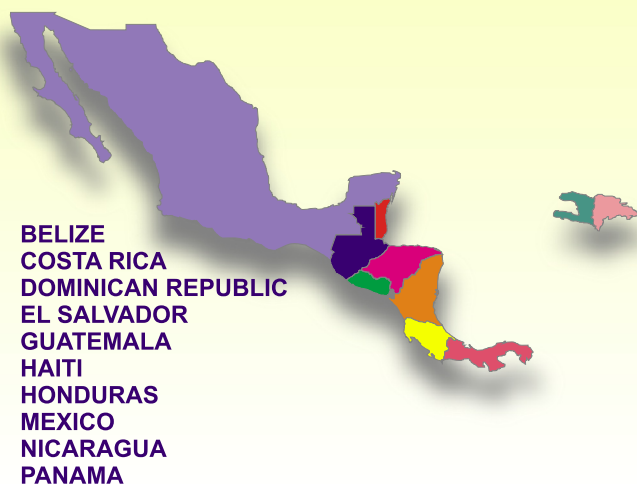 BELIZE
COSTA RICA
DOMINICAN REPUBLIC
EL SALVADOR
GUATEMALA
HAITI
HONDURAS
MEXICO
NICARAGUA
PANAMA